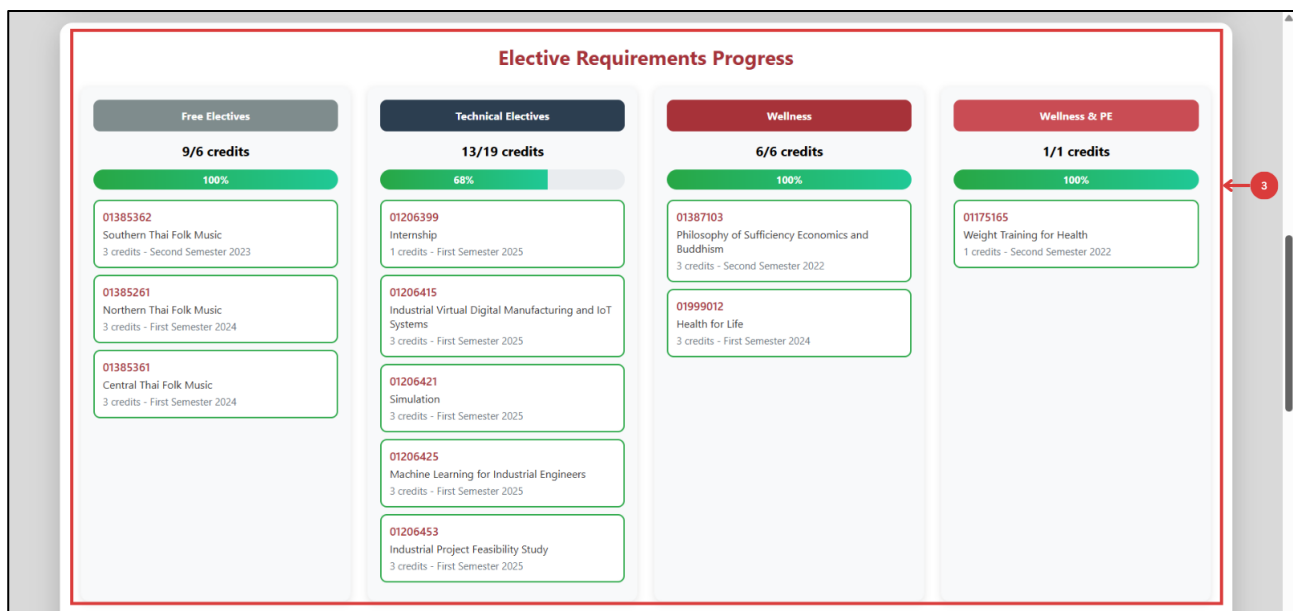 Elective Requirements Progress
Free Electives
9/6 credits
100%
01385362
Southern Thai Folk Music
3 credits - Second Semester 2023
01385261
Northern Thai Folk Music
3 credits - First Semester 2024
01385361
Central Thai Folk Music
3 credits - First Semester 2024
Technical Electives
13/19 credits
68%
01206399
Internship
1 credits - First Semester 2025
01206415
Industrial Virtual Digital Manufacturing and IoT
Systems
3 credits - First Semester 2025
01206421
Simulation
3 credits - First Semester 2025
01206425
Machine Learning for Industrial Engineers
3 credits - First Semester 2025
01206453
Industrial Project Feasibility Study
3 credits - First Semester 2025
Wellness
6/6 credits
100%
01387103
Philosophy of Sufficiency Economics and
Buddhism
3 credits - Second Semester 2022
01999012
Health for Life
3 credits - First Semester 2024
Wellness & PE
1/1 credits
100%
01175165
Weight Training for Health
1 credits - Second Semester 2022
3